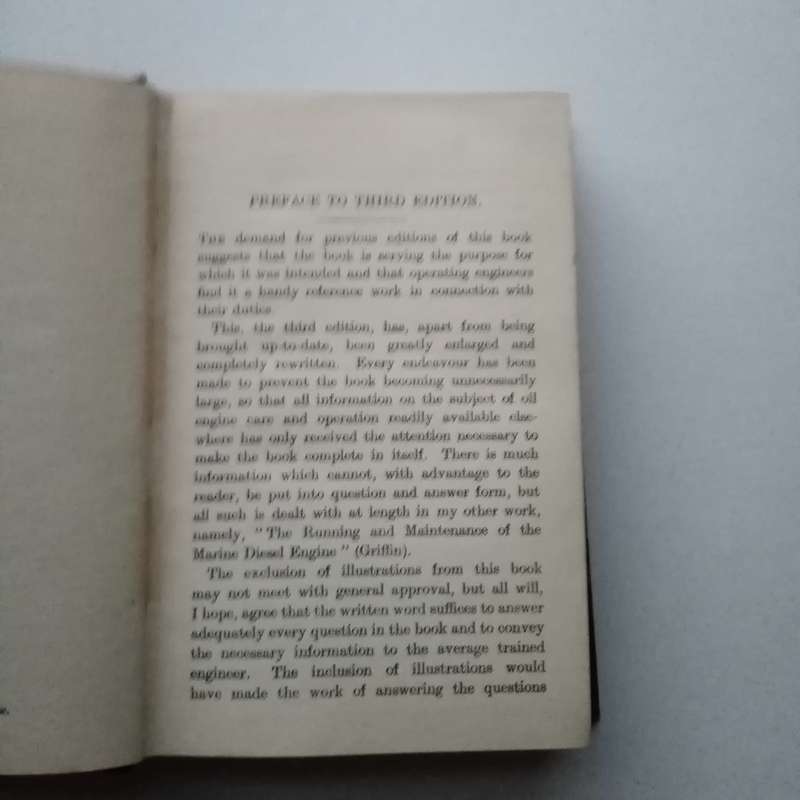 PREFACE TO THIRD EDITION.
THE demand for previous editions of this book
suggests that the book is serving the purpose for
which it was intended and that operating engineers
find it a handy reference work in connection with
their duties.
This, the third edition, has, apart from being
brought up-to-date, been greatly enlarged and
completely rewritten. Every endeavour has been
made to prevent the book becoming unnecessarily
large, so that all information on the subject of oil
engine care and operation readily available else-
where has only received the attention necessary to
make the book complete in itself. There is much
information which cannot, with advantage to the
reader, be put into question and answer form, but
all such is dealt with at length in my other work,
namely, "The Running and Maintenance of the
Marine Diesel Engine" (Griffin).
The exclusion of illustrations from this book
may not meet with general approval, but all will,
I hope, agree that the written word suffices to answer
adequately every question in the book and to convey
the necessary information to the average trained
engineer. The inclusion of illustrations would
have made the work of answering the questions